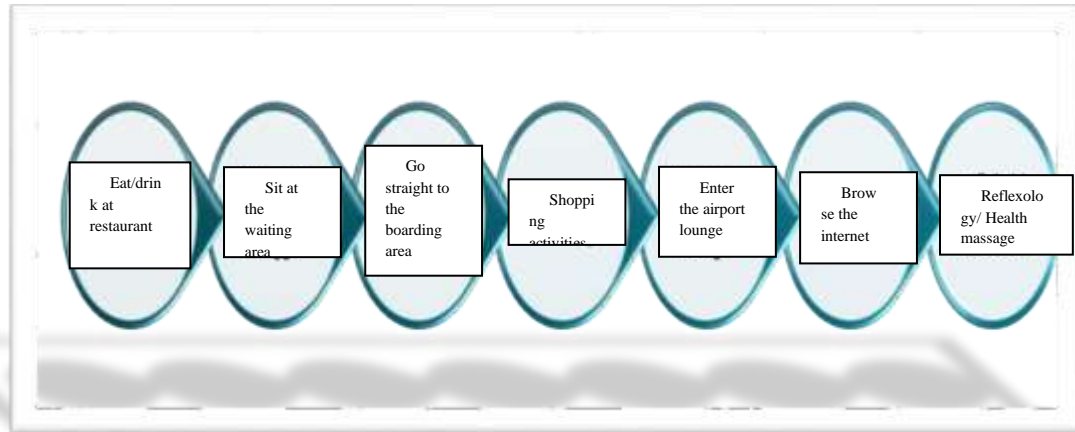 Eat/drin
k at
restaurant
Sit at
the
waiting
area
Go
straight to
the
boarding
area
Shoppi
ng
activities
Enter
the airport
lounge
Brow
se the
internet
Reflexolo
gy/ Health
massage